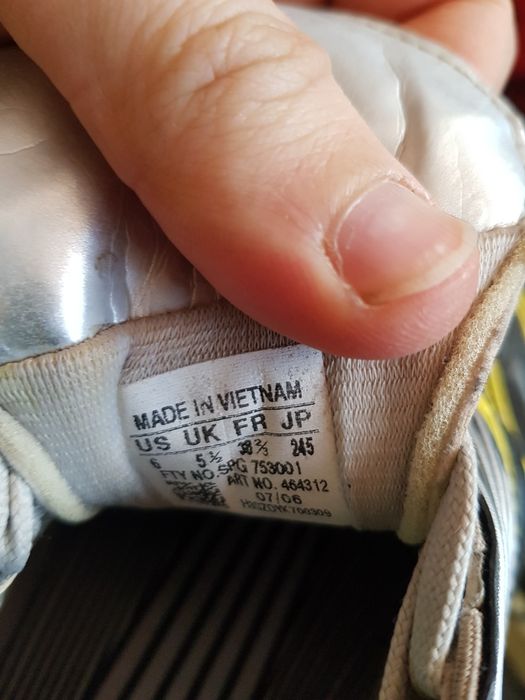 MADE IN VIETNAM
US UK FR JP
6 5½ 38⅔ 245
FTY NO. SPG 753001
ART NO. 464312
07/06